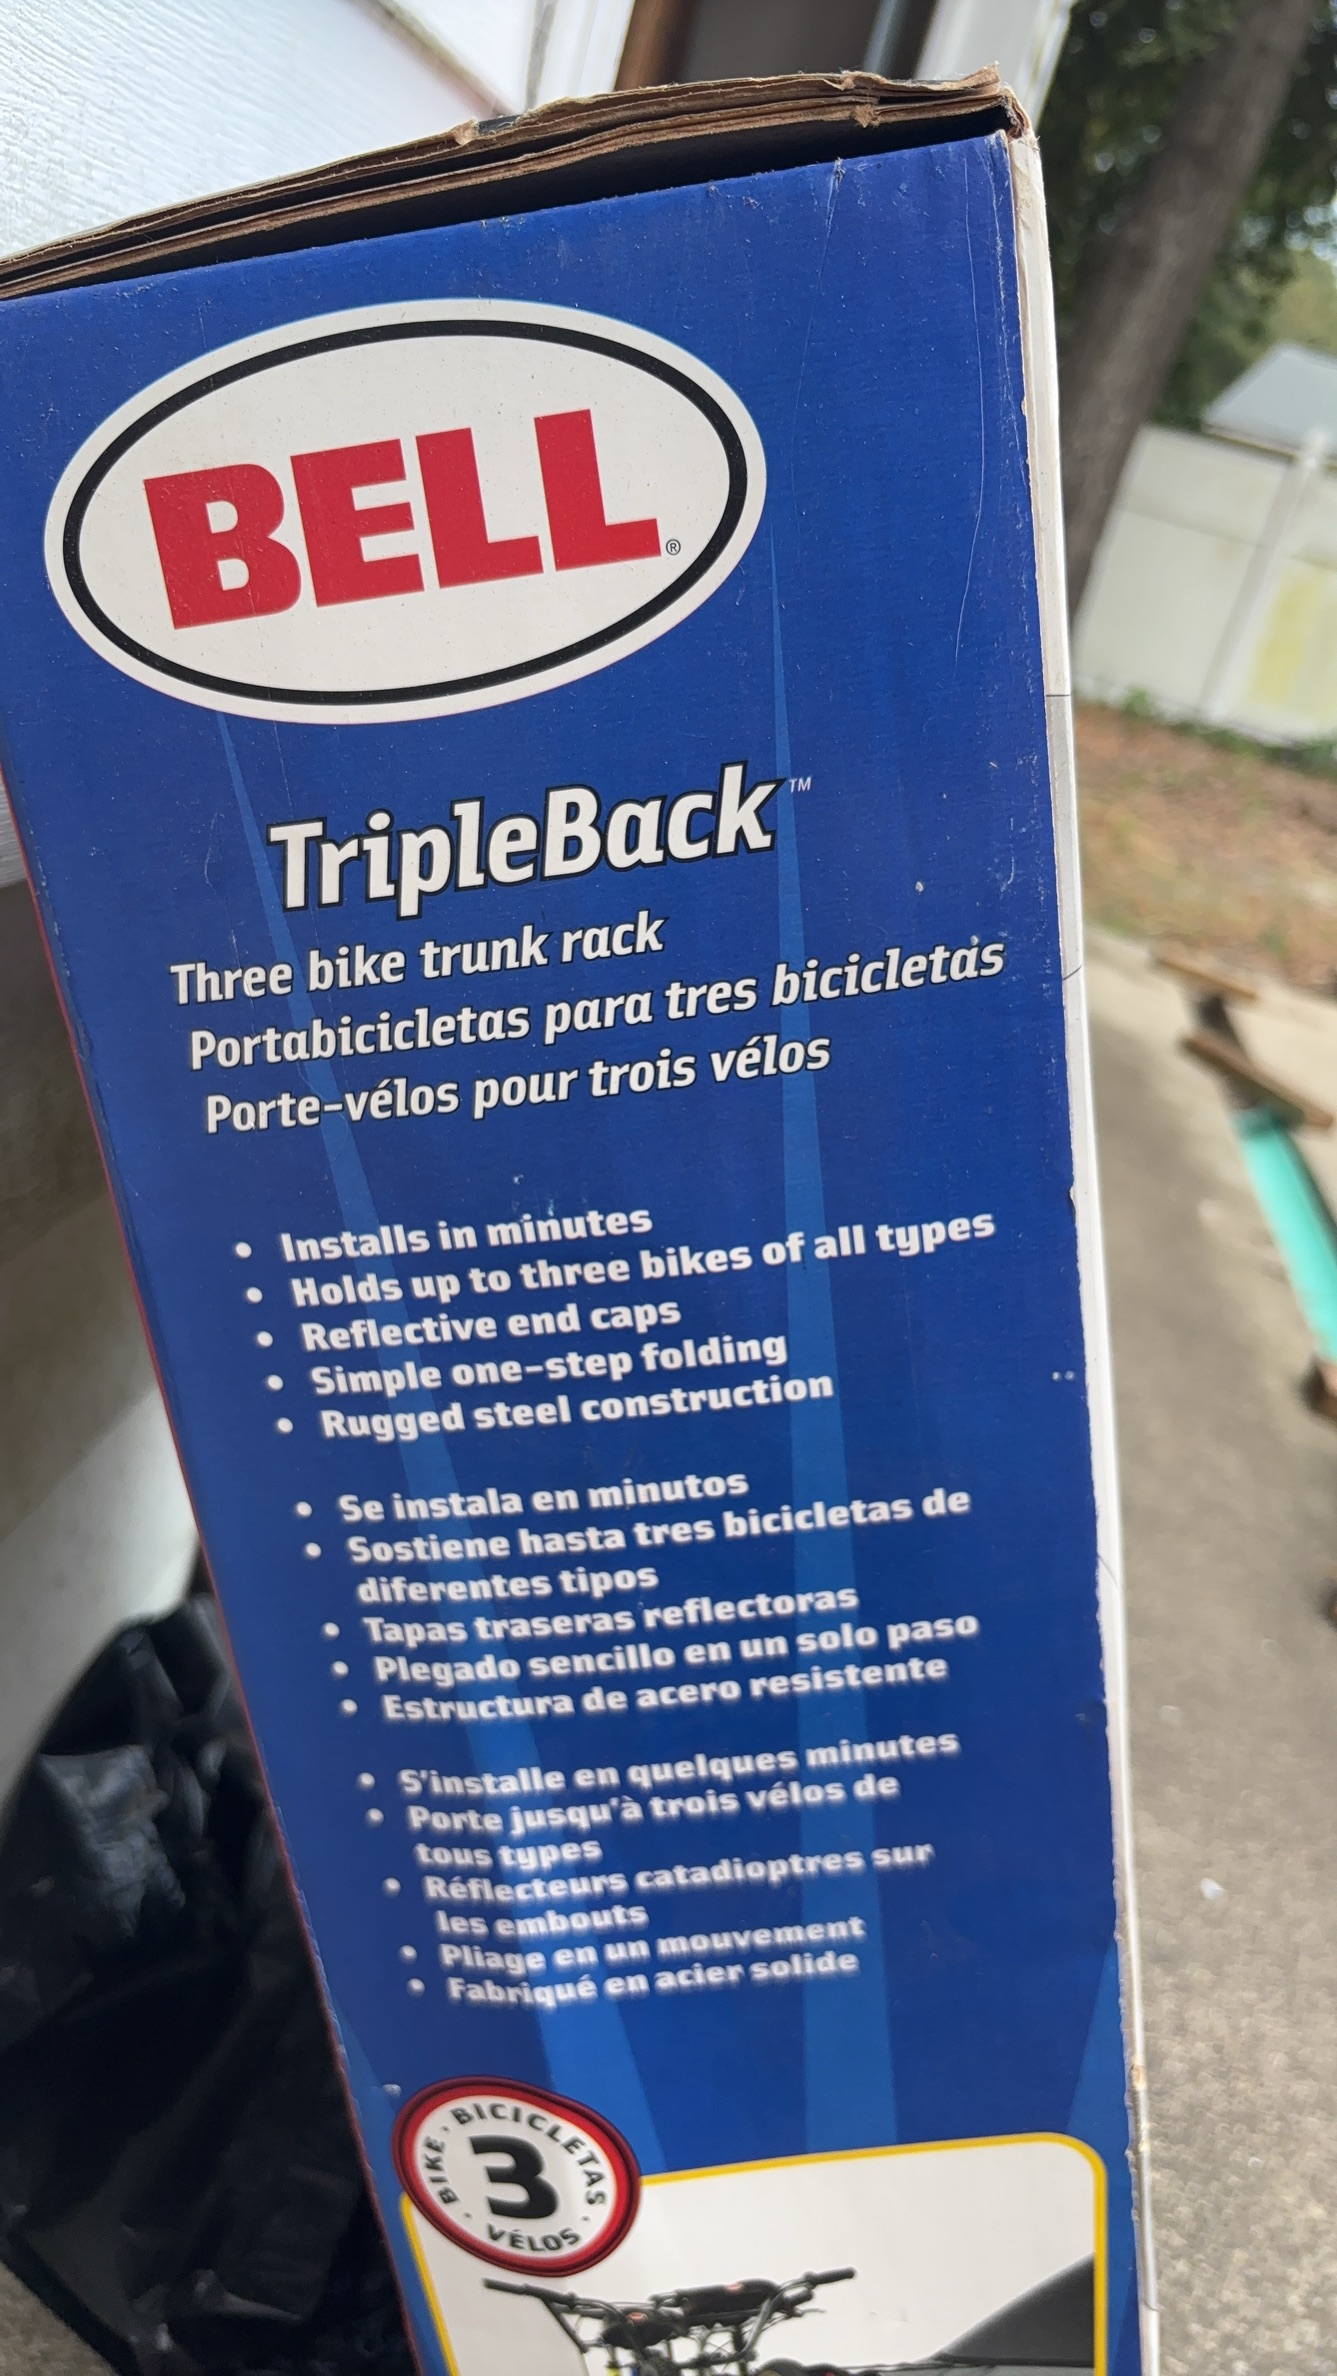 BELL®
TripleBack™
Three bike trunk rack
Portabicicletas para tres bicicletas
Porte-vélos pour trois vélos
• Installs in minutes
• Holds up to three bikes of all types
• Reflective end caps
• Simple one-step folding
• Rugged steel construction
• Se instala en minutos
• Sostiene hasta tres bicicletas de
diferentes tipos
• Tapas traseras reflectoras
• Plegado sencillo en un solo paso
• Estructura de acero resistente
• S'installe en quelques minutes
• Porte jusqu'à trois vélos de
tous types
• Réflecteurs catadioptres sur
les embouts
• Pliage en un mouvement
• Fabriqué en acier solide
BIKE · BICICLETAS · VÉLOS ·
3